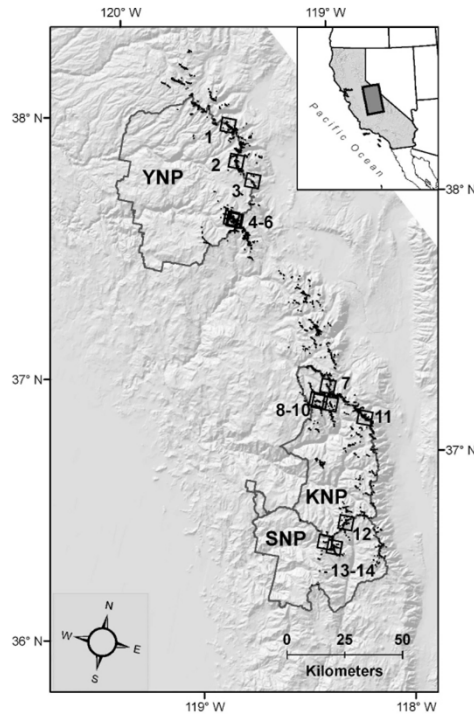 120° W
119° W
38° N
1
2
YNP
3
4-6
Pacific Ocean
38° N
37° N
7
8-10
11
37° N
KNP
12
SNP
13-14
36° N
N
W
E
S
0 25 50
Kilometers
119° W
118° W